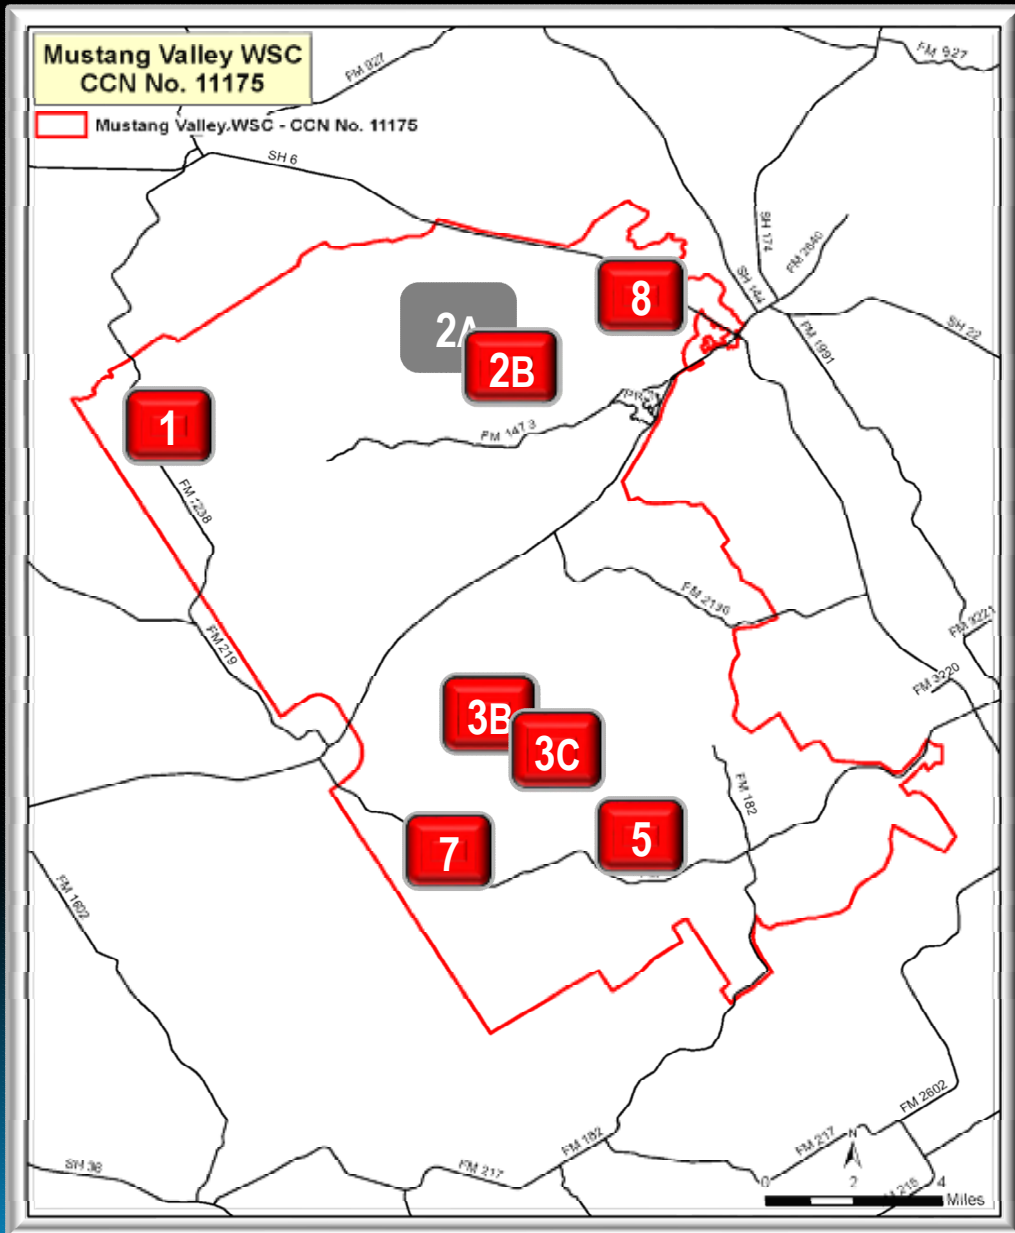 Mustang Valley WSC
CCN No. 11175
Mustang Valley WSC - CCN No. 11175
FM 927
FM 927
SH 6
SH 174
FM 2840
SH 144
SH 22
FM 1991
8
2A
2B
1
FM 1473
FM 1238
FM 2136
FM 219
FM 3221
FM 3220
3B
3C
FM 182
7
5
FM 1602
FM 2602
FM 217
N
FM 182
SH 36
FM 217
0 2 4
Miles